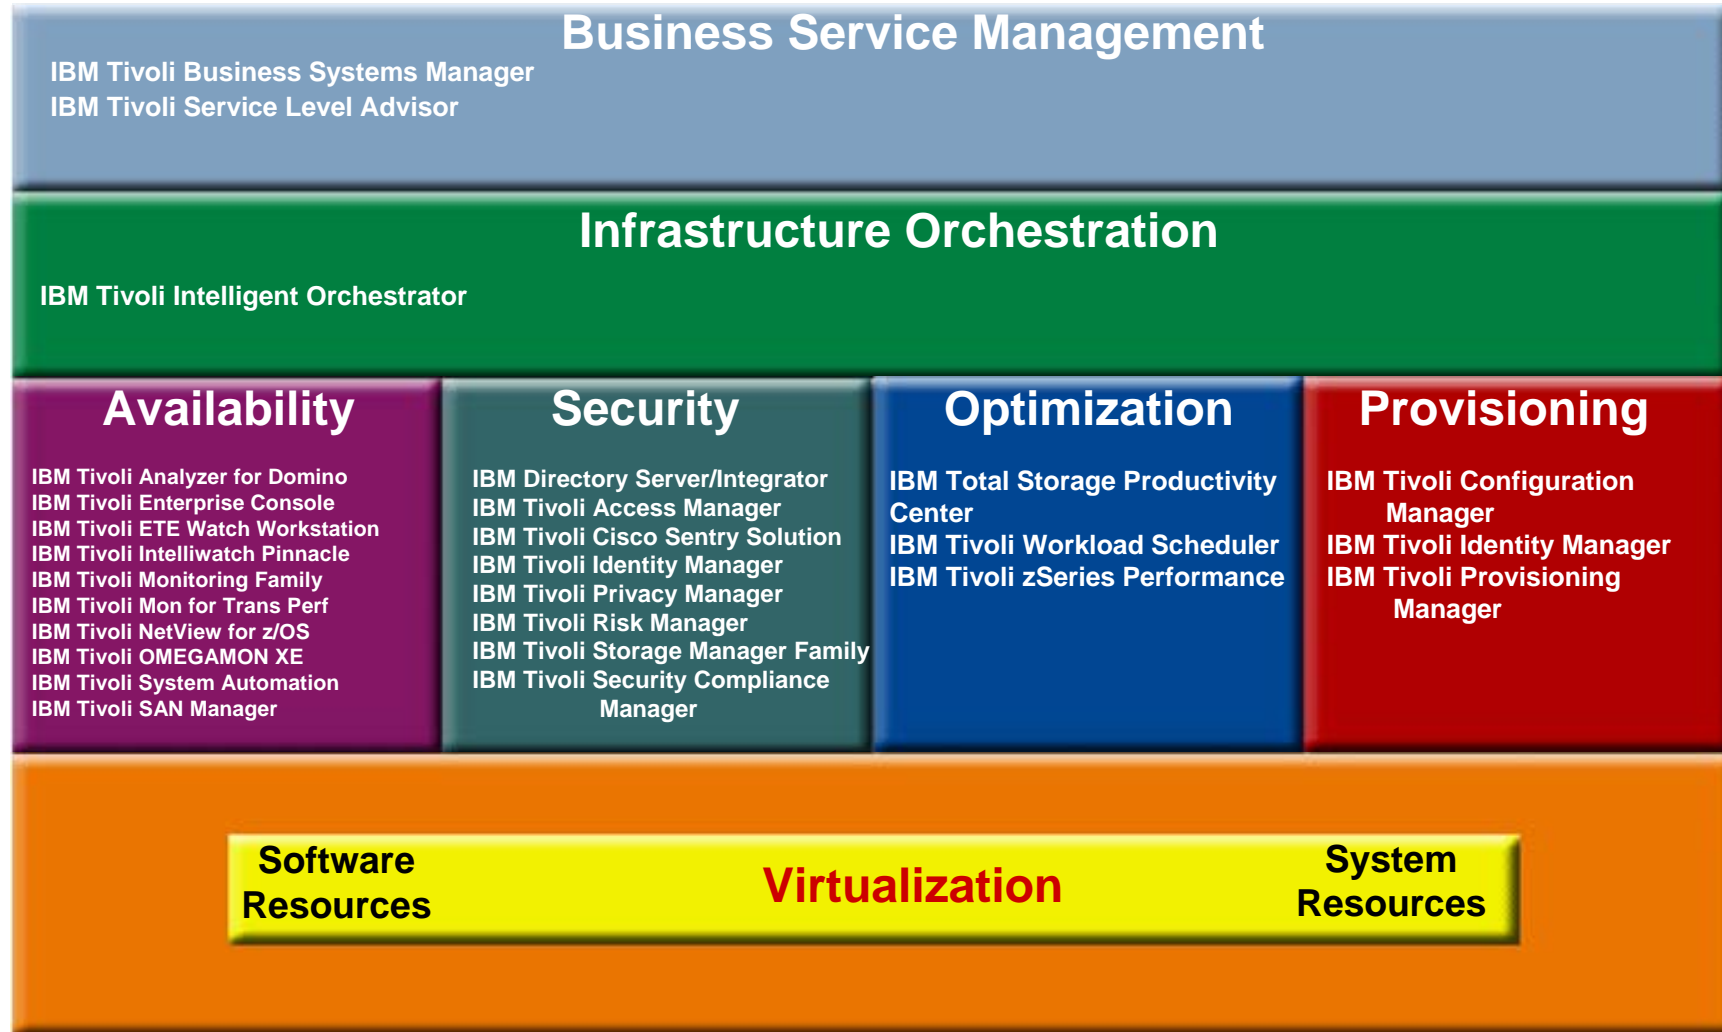 Business Service Management
IBM Tivoli Business Systems Manager
IBM Tivoli Service Level Advisor
Infrastructure Orchestration
IBM Tivoli Intelligent Orchestrator
Availability
IBM Tivoli Analyzer for Domino
IBM Tivoli Enterprise Console
IBM Tivoli ETE Watch Workstation
IBM Tivoli Intelliwatch Pinnacle
IBM Tivoli Monitoring Family
IBM Tivoli Mon for Trans Perf
IBM Tivoli NetView for z/OS
IBM Tivoli OMEGAMON XE
IBM Tivoli System Automation
IBM Tivoli SAN Manager
Security
IBM Directory Server/Integrator
IBM Tivoli Access Manager
IBM Tivoli Cisco Sentry Solution
IBM Tivoli Identity Manager
IBM Tivoli Privacy Manager
IBM Tivoli Risk Manager
IBM Tivoli Storage Manager Family
IBM Tivoli Security Compliance
Manager
Optimization
IBM Total Storage Productivity
Center
IBM Tivoli Workload Scheduler
IBM Tivoli zSeries Performance
Provisioning
IBM Tivoli Configuration
Manager
IBM Tivoli Identity Manager
IBM Tivoli Provisioning
Manager
Software
Resources
Virtualization
System
Resources